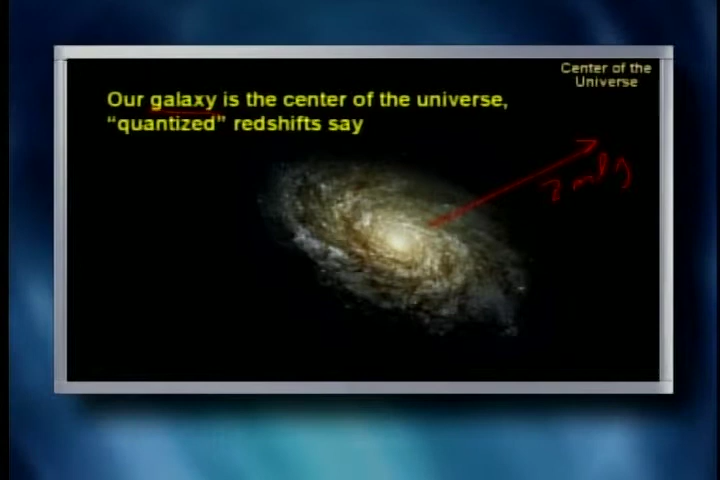 Center of the
Universe
Our galaxy is the center of the universe,
“quantized” redshifts say